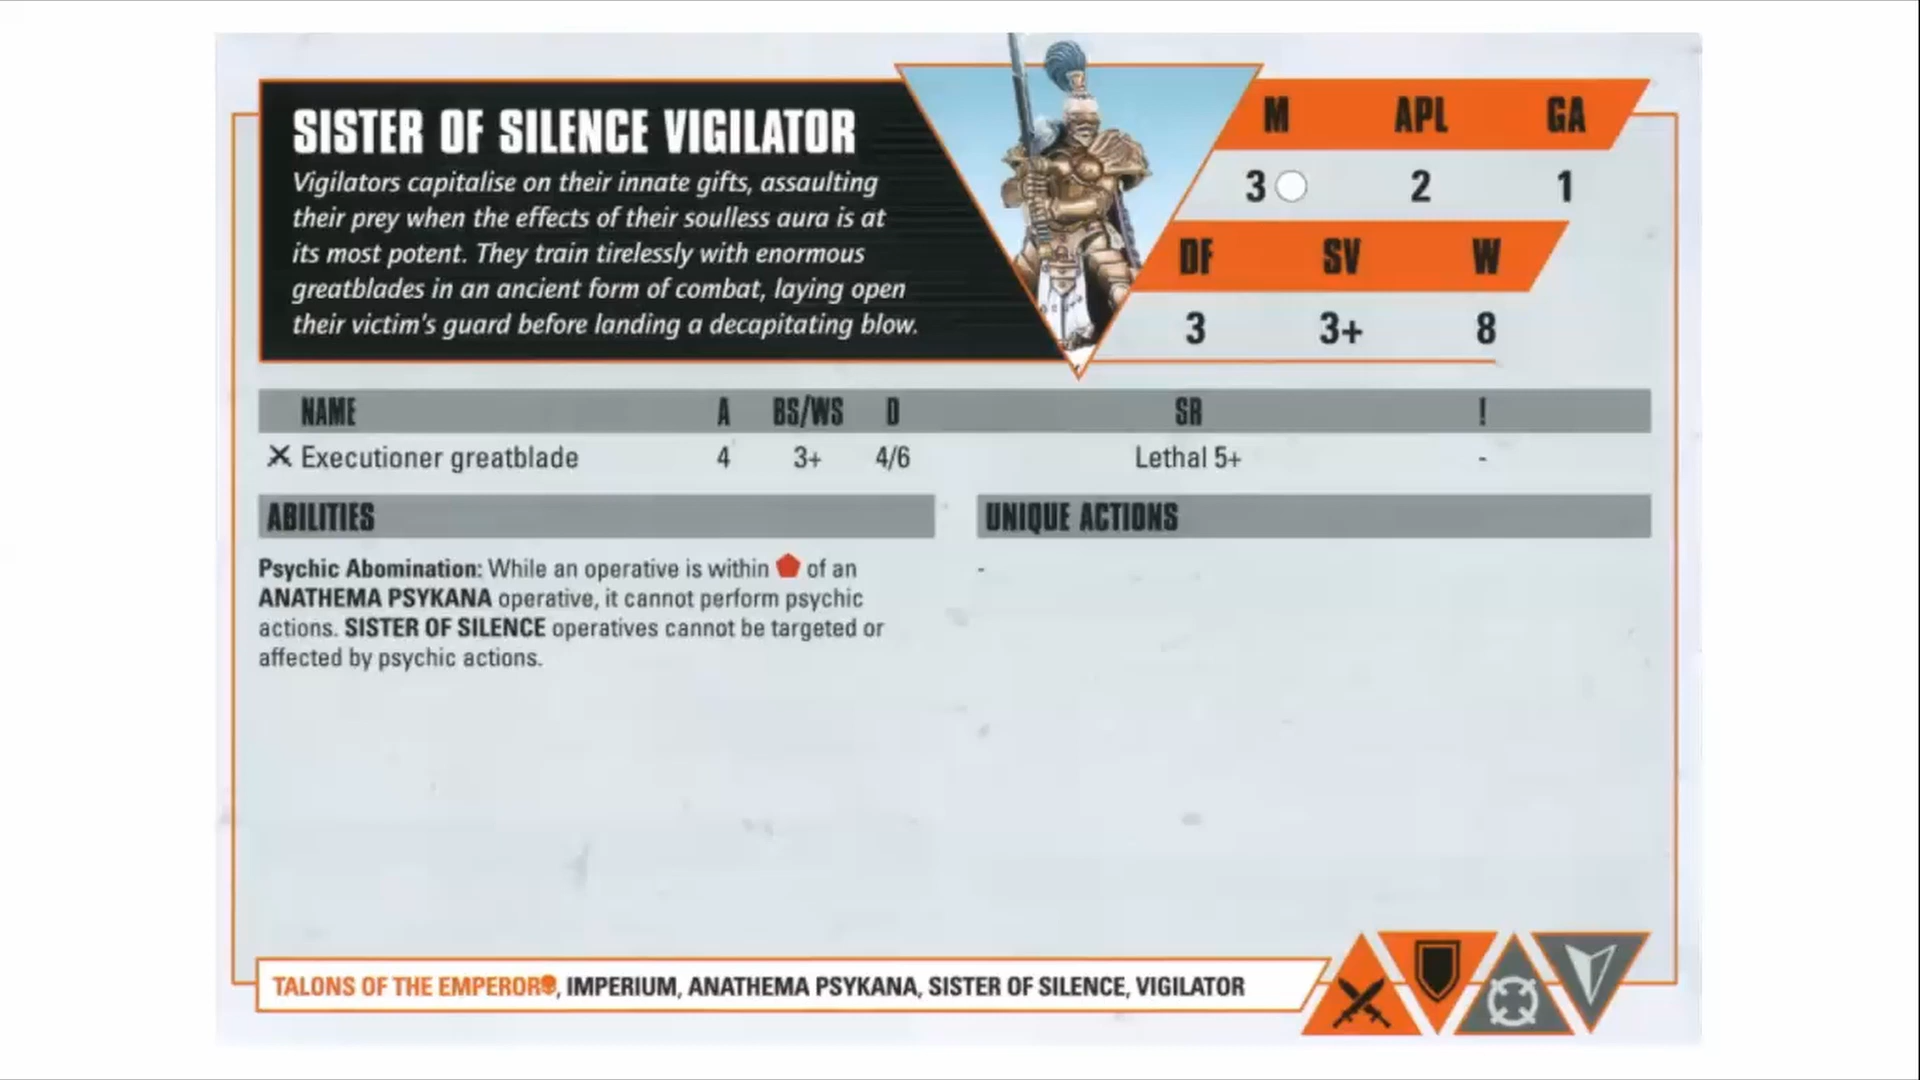 SISTER OF SILENCE VIGILATOR
Vigilators capitalise on their innate gifts, assaulting
their prey when the effects of their soulless aura is at
its most potent. They train tirelessly with enormous
greatblades in an ancient form of combat, laying open
their victim's guard before landing a decapitating blow.
M APL GA
3 2 1
DF SV W
3 3+ 8
NAME A BS/WS D SR !
Executioner greatblade 4 3+ 4/6 Lethal 5+ -
ABILITIES
Psychic Abomination: While an operative is within of an
ANATHEMA PSYKANA operative, it cannot perform psychic
actions. SISTER OF SILENCE operatives cannot be targeted or
affected by psychic actions.
UNIQUE ACTIONS
-
TALONS OF THE EMPEROR, IMPERIUM, ANATHEMA PSYKANA, SISTER OF SILENCE, VIGILATOR